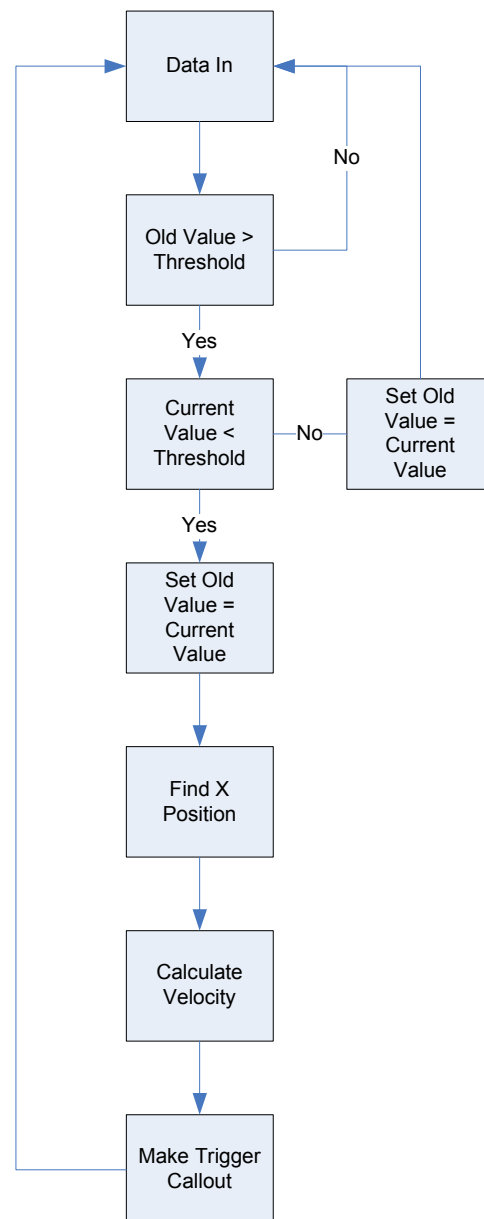 Data In
No
Old Value >
Threshold
Yes
Current
Value <
Threshold
No
Set Old
Value =
Current
Value
Yes
Set Old
Value =
Current
Value
Find X
Position
Calculate
Velocity
Make Trigger
Callout